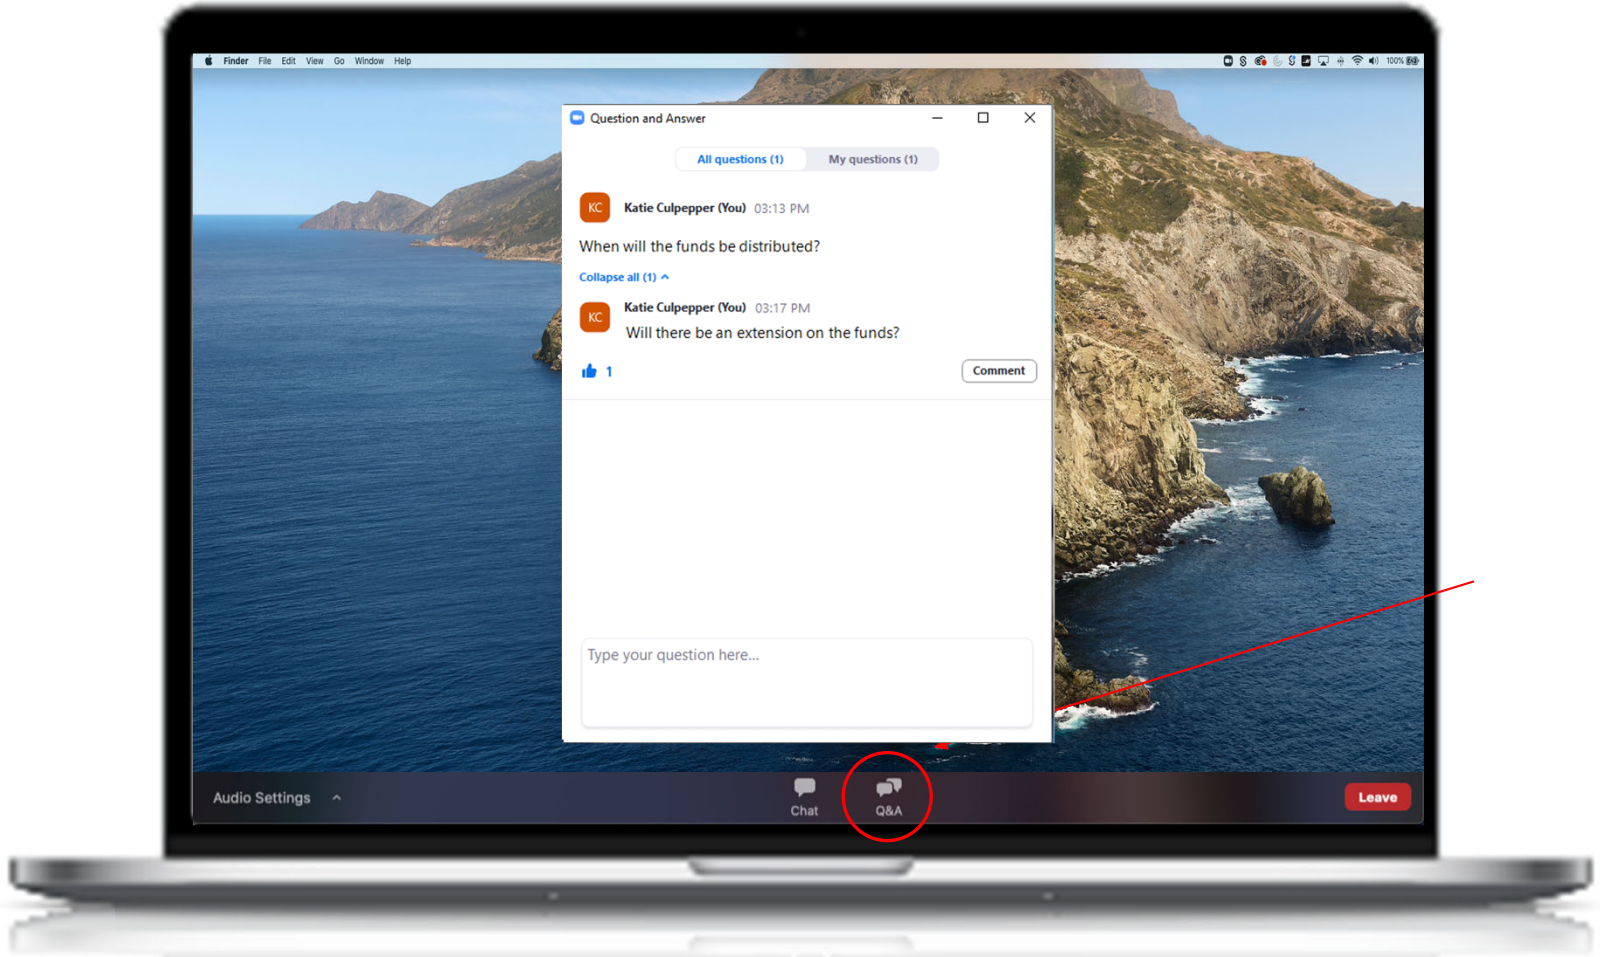 Finder File Edit View Go Window Help
100%
Question and Answer
All questions (1) My questions (1)
KC Katie Culpepper (You) 03:13 PM
When will the funds be distributed?
Collapse all (1)
KC Katie Culpepper (You) 03:17 PM
Will there be an extension on the funds?
1 Comment
Type your question here...
Audio Settings Chat Q&A Leave